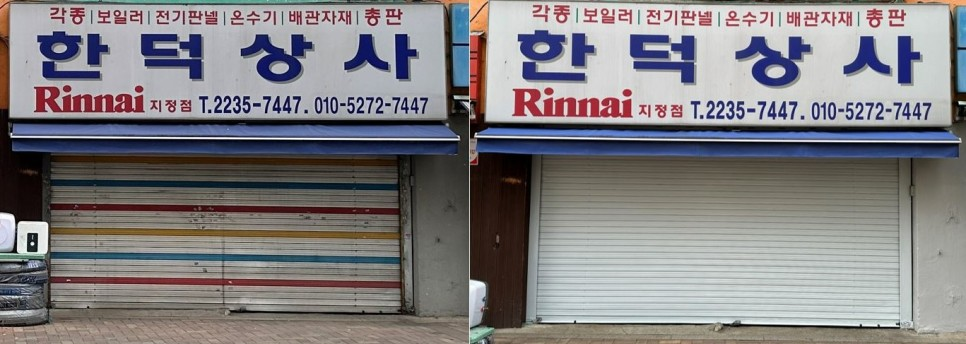 각종|보일러|전기판넬|온수기|배관자재|총판
한덕상사
Rinnai 지정점 T.2235-7447. 010-5272-7447
각종|보일러|전기판넬|온수기|배관자재|총판
한덕상사
Rinnai 지정점 T.2235-7447. 010-5272-7447